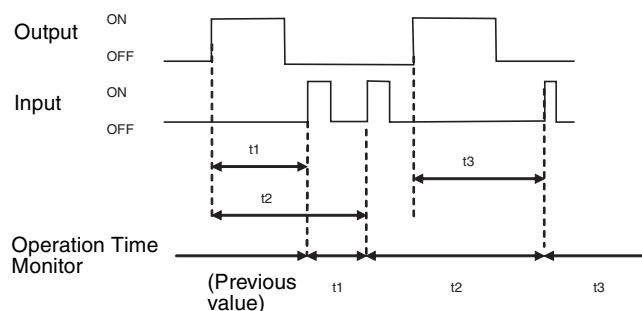 Output
ON
OFF
Input
ON
OFF
t1
t3
t2
Operation Time
Monitor
(Previous
value)
t1
t2
t3